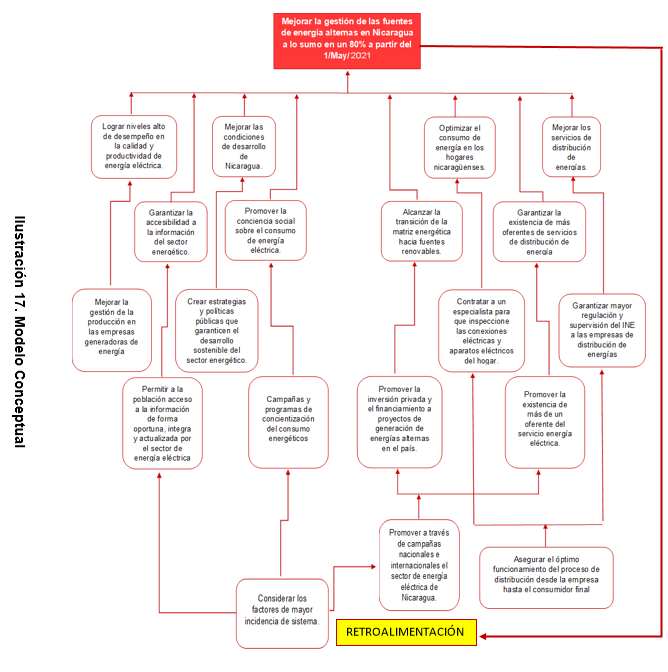 Mejorar la gestión de las fuentes
de energía alternas en Nicaragua
a lo sumo en un 80% a partir del
1/May/ 2021
Lograr niveles alto
de desempeño en
la calidad y
productividad de
energía eléctrica.
Mejorar las
condiciones de
desarrollo de
Nicaragua.
Optimizar el
consumo de
energía en los
hogares
nicaragüenses.
Mejorar los
servicios de
distribución
de
energías.
Garantizar la
accesibilidad a
la información
del sector
energético.
Promover la
conciencia social
sobre el consumo
de energía
eléctrica.
Alcanzar la
transición de la
matriz energética
hacia fuentes
renovables.
Garantizar la
existencia de más
oferentes de servicios
de distribución de
energía
Mejorar la
gestión de la
producción en
las empresas
generadoras de
energía
Crear estrategias
y políticas
públicas que
garanticen el
desarrollo
sostenible del
sector energético.
Contratar a un
especialista para
que inspeccione
las conexiones
eléctricas y
aparatos eléctricos
del hogar.
Garantizar mayor
regulación y
supervisión del INE
a las empresas de
distribución de
energías
Permitir a la
población acceso
a la información
de forma
oportuna, integra
y actualizada por
el sector de
energía eléctrica
Campañas y
programas de
concientización
del consumo
energéticos
Promover la
inversión privada y
el financiamiento a
proyectos de
generación de
energías alternas
en el país.
Promover la
existencia de
más de un
oferente del
servicio energía
eléctrica.
Promover a través
de campañas
nacionales e
internacionales el
sector de energía
eléctrica de
Nicaragua.
Asegurar el óptimo
funcionamiento del proceso de
distribución desde la empresa
hasta el consumidor final
Considerar los
factores de mayor
incidencia de sistema.
RETROALIMENTACIÓN
Ilustración 17. Modelo Conceptual